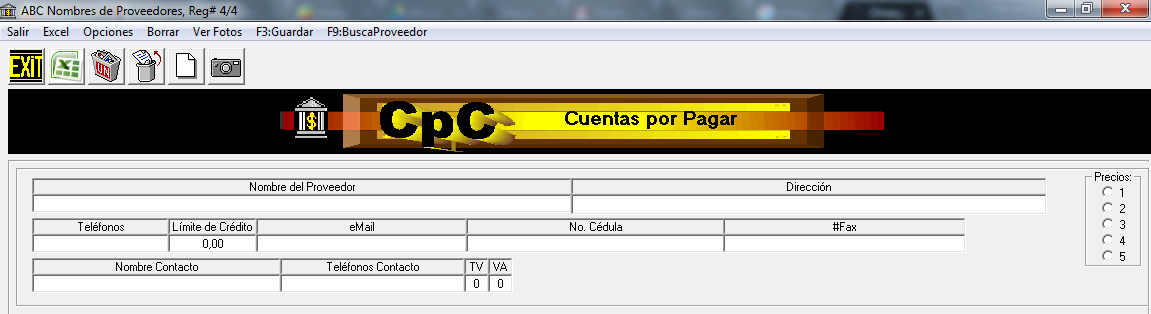 ABC Nombres de Proveedores, Reg# 4/4
Salir Excel Opciones Borrar Ver Fotos F3:Guardar F9:BuscaProveedor
EXIT UN
CpC Cuentas por Pagar
Nombre del Proveedor Dirección Precios:
1
2
Teléfonos Límite de Crédito eMail No. Cédula #Fax
3
0,00
4
Nombre Contacto Teléfonos Contacto TV VA
5
0 0